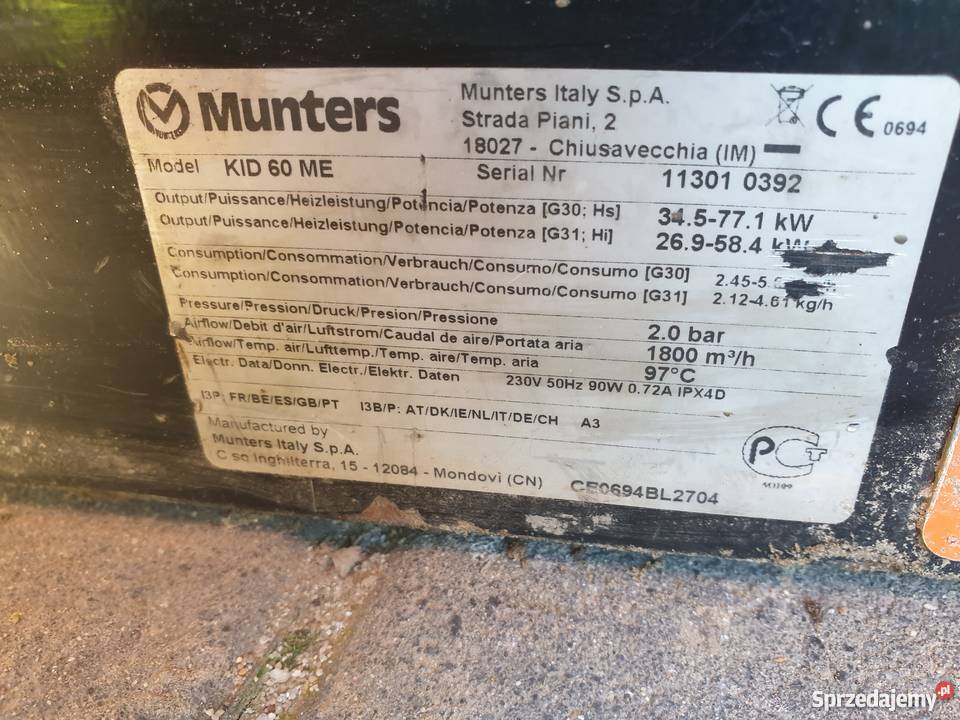 Munters
Munters Italy S.p.A.
Strada Piani, 2
18027 - Chiusavecchia (IM)
CE 0694
Model KID 60 ME
Serial Nr 11301 0392
Output/Puissance/Heizleistung/Potencia/Potenza [G30; Hs] 34.5-77.1 kW
Output/Puissance/Heizleistung/Potencia/Potenza [G31; Hi] 26.9-58.4 kW
Consumption/Consommation/Verbrauch/Consumo/Consumo [G30] 2.45-5.
Consumption/Consommation/Verbrauch/Consumo/Consumo [G31] 2.12-4.61 kg/h
Pressure/Pression/Druck/Presion/Pressione 2.0 bar
Airflow/Debit d'air/Luftstrom/Caudal de aire/Portata aria 1800 m³/h
Airflow/Temp. air/Lufttemp./Temp. aire/Temp. aria 97°C
Electr. Data/Donn. Electr./Elektr. Daten 230V 50Hz 90W 0.72A IPX4D
I3P: FR/BE/ES/GB/PT I3B/P: AT/DK/IE/NL/IT/DE/CH A3
Manufactured by
Munters Italy S.p.A.
C so Inghilterra, 15 - 12084 - Mondovi (CN)
CE0694BL2704
Sprzedajemy.pl